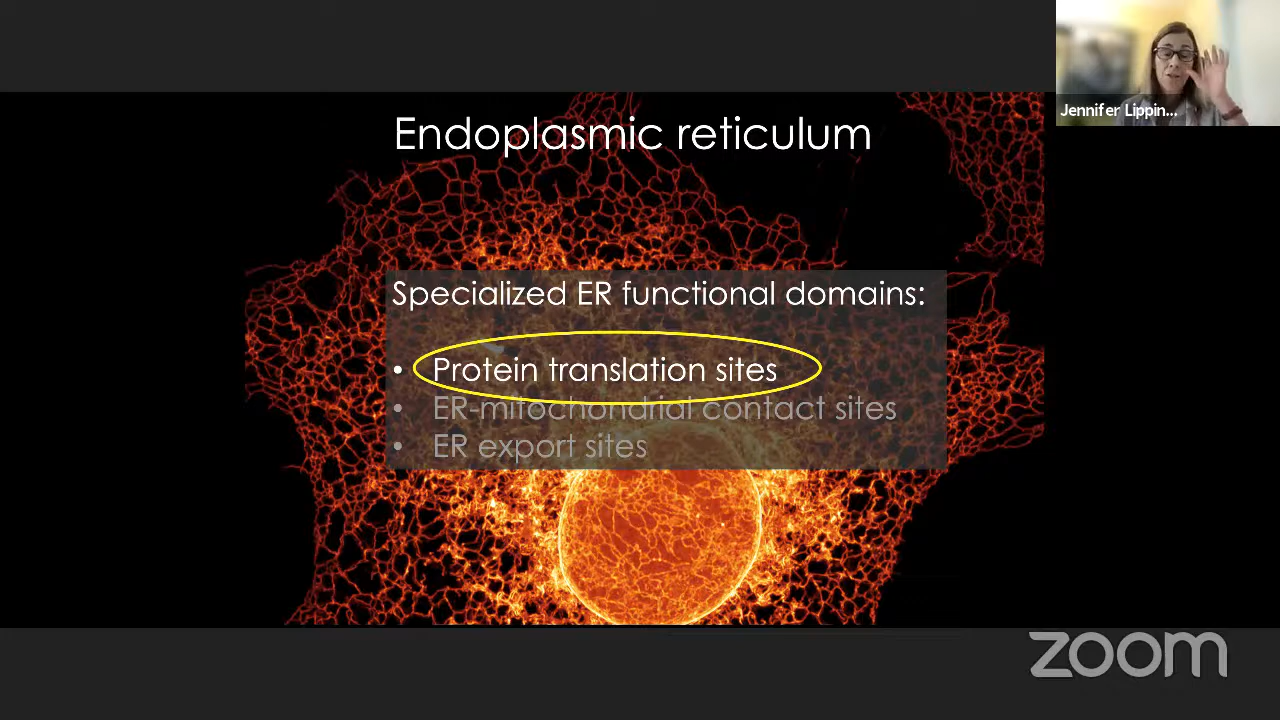 Jennifer Lippin...
Endoplasmic reticulum
Specialized ER functional domains:
• Protein translation sites
• ER-mitochondrial contact sites
• ER export sites
zoom